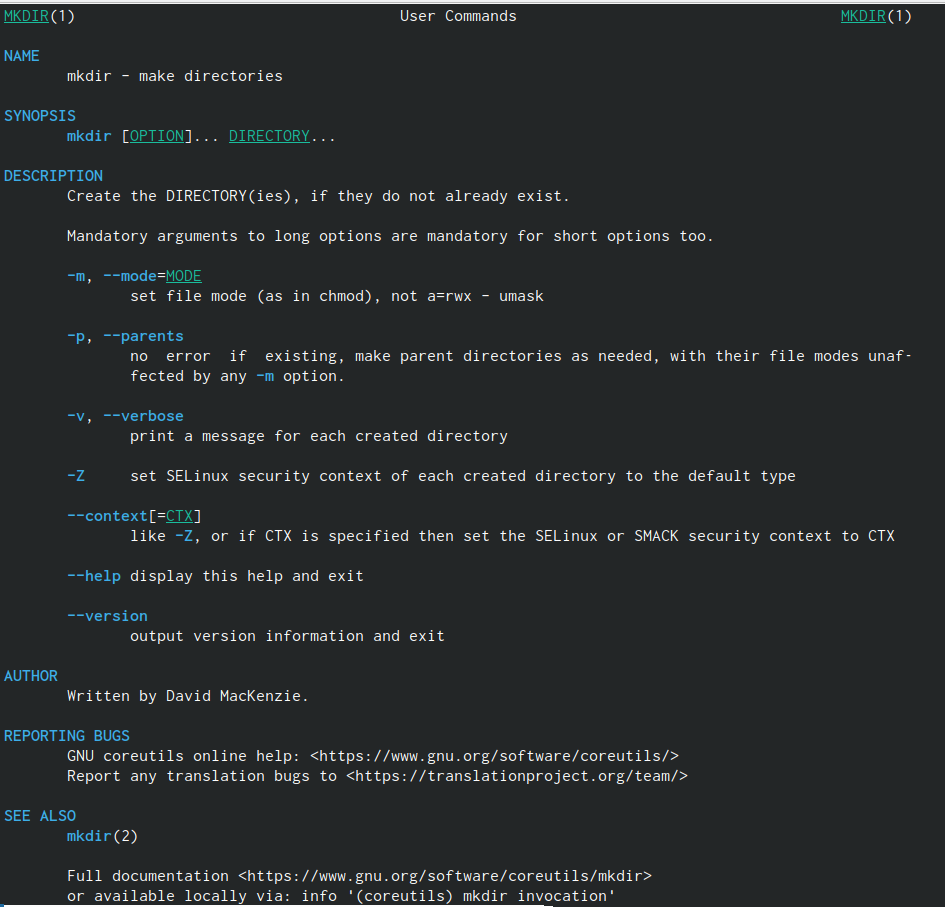 MKDIR(1) User Commands MKDIR(1)
NAME
mkdir - make directories
SYNOPSIS
mkdir [OPTION]... DIRECTORY...
DESCRIPTION
Create the DIRECTORY(ies), if they do not already exist.
Mandatory arguments to long options are mandatory for short options too.
-m, --mode=MODE
set file mode (as in chmod), not a=rwx - umask
-p, --parents
no error if existing, make parent directories as needed, with their file modes unaf-
fected by any -m option.
-v, --verbose
print a message for each created directory
-Z set SELinux security context of each created directory to the default type
--context[=CTX]
like -Z, or if CTX is specified then set the SELinux or SMACK security context to CTX
--help display this help and exit
--version
output version information and exit
AUTHOR
Written by David MacKenzie.
REPORTING BUGS
GNU coreutils online help: <https://www.gnu.org/software/coreutils/>
Report any translation bugs to <https://translationproject.org/team/>
SEE ALSO
mkdir(2)
Full documentation <https://www.gnu.org/software/coreutils/mkdir>
or available locally via: info '(coreutils) mkdir invocation'